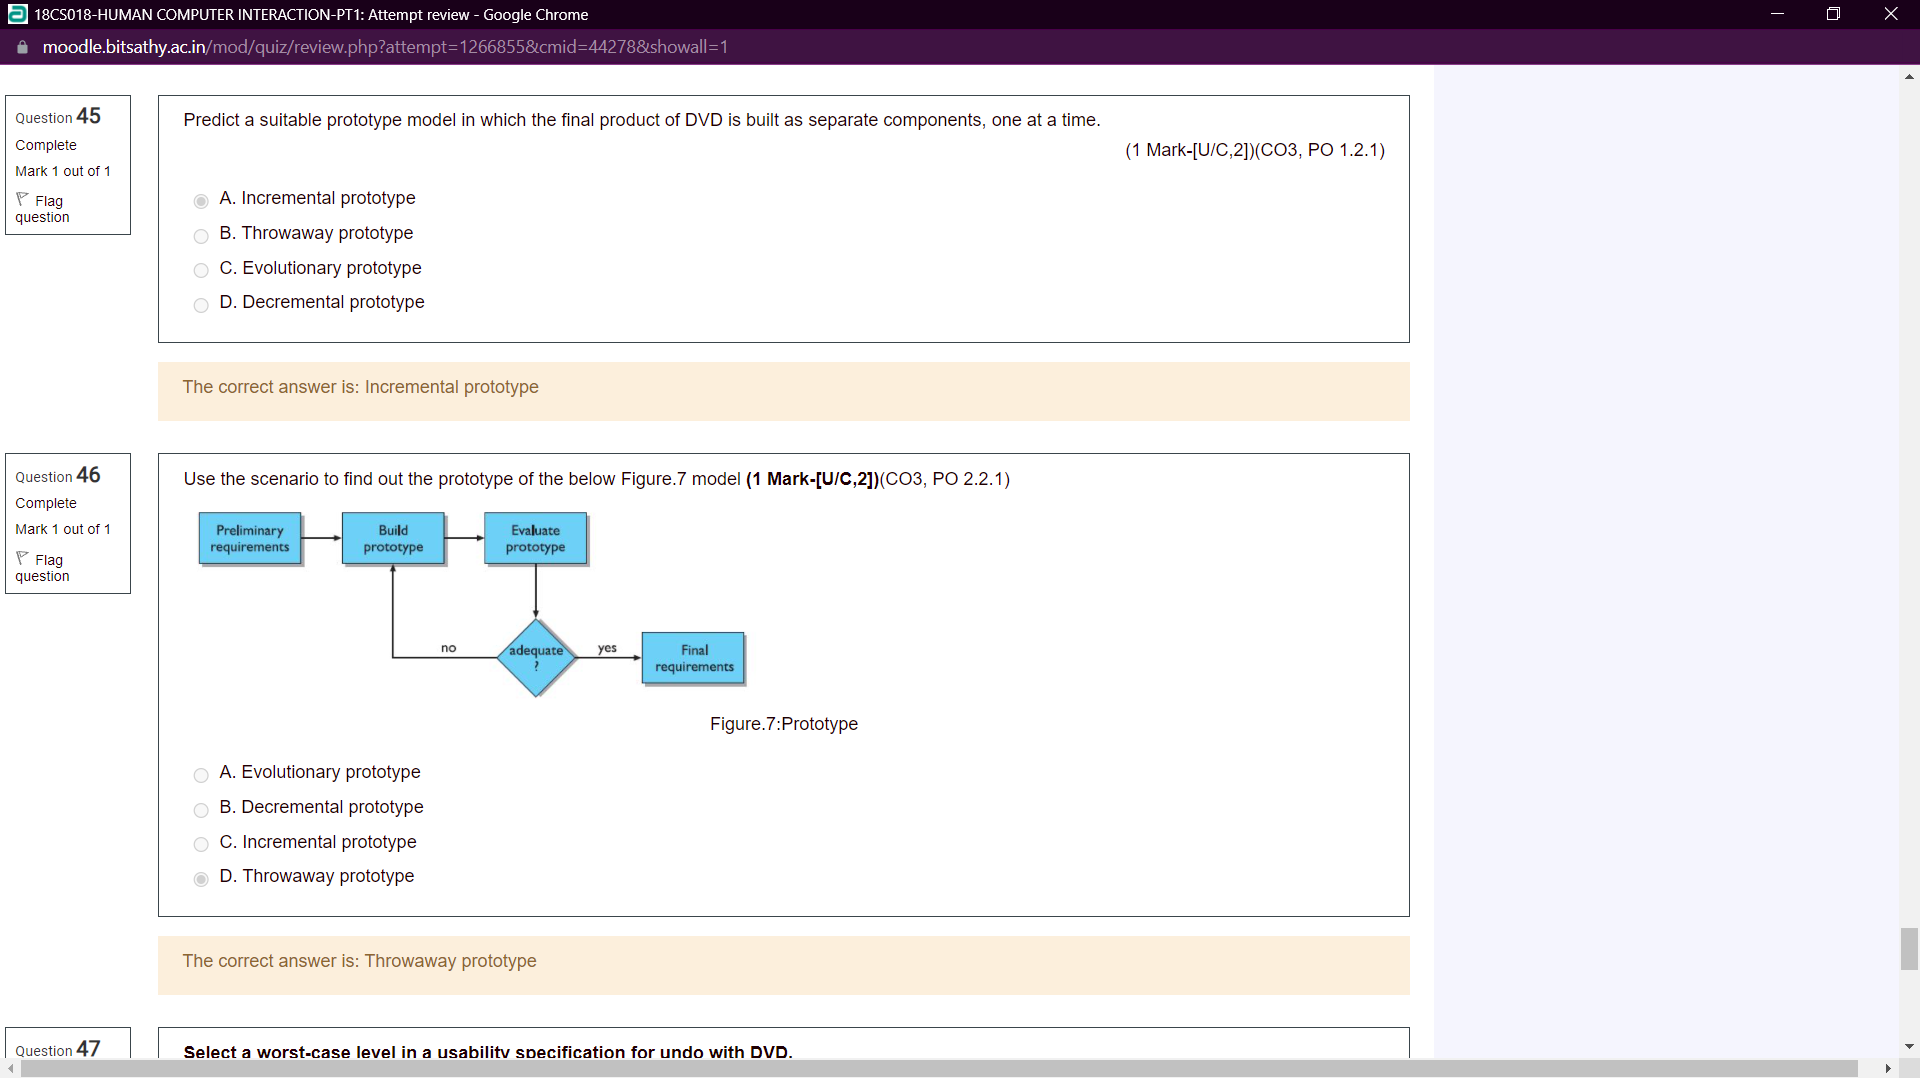 18CS018-HUMAN COMPUTER INTERACTION-PT1: Attempt review - Google Chrome
moodle.bitsathy.ac.in/mod/quiz/review.php?attempt=1266855&cmid=44278&showall=1
Question 45
Complete
Mark 1 out of 1
Flag
question
Predict a suitable prototype model in which the final product of DVD is built as separate components, one at a time.
(1 Mark-[U/C,2])(CO3, PO 1.2.1)
A. Incremental prototype
B. Throwaway prototype
C. Evolutionary prototype
D. Decremental prototype
The correct answer is: Incremental prototype
Question 46
Complete
Mark 1 out of 1
Flag
question
Use the scenario to find out the prototype of the below Figure.7 model (1 Mark-[U/C,2])(CO3, PO 2.2.1)
Preliminary
requirements
Build
prototype
Evaluate
prototype
no
adequate
?
yes
Final
requirements
Figure.7:Prototype
A. Evolutionary prototype
B. Decremental prototype
C. Incremental prototype
D. Throwaway prototype
The correct answer is: Throwaway prototype
Question 47
Select a worst-case level in a usability specification for undo with DVD.